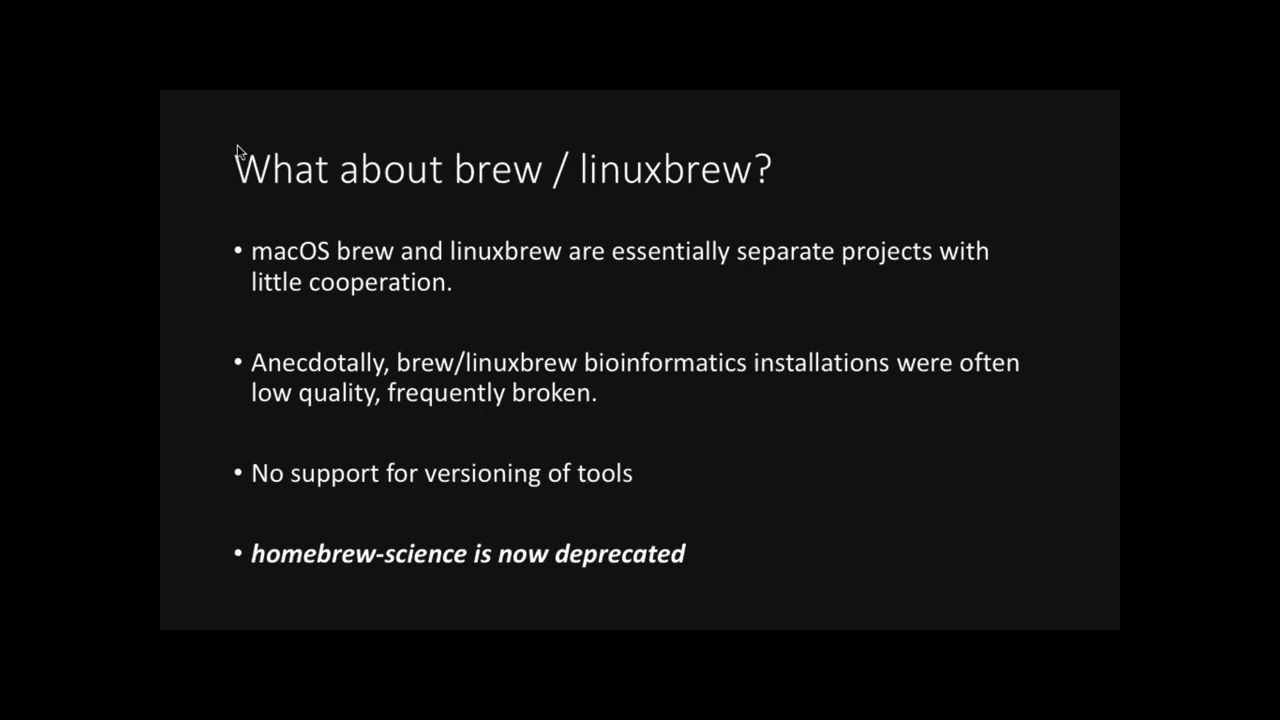 What about brew / linuxbrew?
• macOS brew and linuxbrew are essentially separate projects with
little cooperation.
• Anecdotally, brew/linuxbrew bioinformatics installations were often
low quality, frequently broken.
• No support for versioning of tools
• homebrew-science is now deprecated